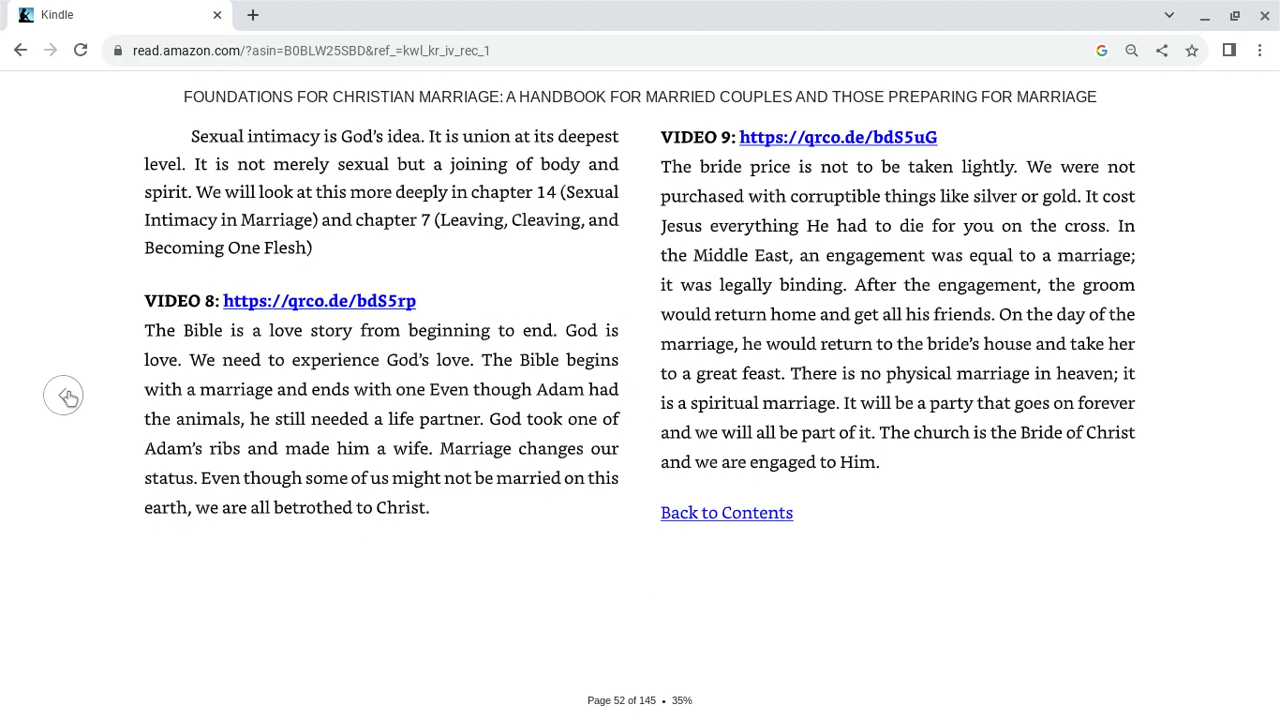 Kindle
read.amazon.com/?asin=B0BLW25SBD&ref_=kwl_kr_iv_rec_1
FOUNDATIONS FOR CHRISTIAN MARRIAGE: A HANDBOOK FOR MARRIED COUPLES AND THOSE PREPARING FOR MARRIAGE
Sexual intimacy is God’s idea. It is union at its deepest
level. It is not merely sexual but a joining of body and
spirit. We will look at this more deeply in chapter 14 (Sexual
Intimacy in Marriage) and chapter 7 (Leaving, Cleaving, and
Becoming One Flesh)
VIDEO 8: https://qrco.de/bdS5rp
The Bible is a love story from beginning to end. God is
love. We need to experience God’s love. The Bible begins
with a marriage and ends with one Even though Adam had
the animals, he still needed a life partner. God took one of
Adam’s ribs and made him a wife. Marriage changes our
status. Even though some of us might not be married on this
earth, we are all betrothed to Christ.
VIDEO 9: https://qrco.de/bdS5uG
The bride price is not to be taken lightly. We were not
purchased with corruptible things like silver or gold. It cost
Jesus everything He had to die for you on the cross. In
the Middle East, an engagement was equal to a marriage;
it was legally binding. After the engagement, the groom
would return home and get all his friends. On the day of the
marriage, he would return to the bride’s house and take her
to a great feast. There is no physical marriage in heaven; it
is a spiritual marriage. It will be a party that goes on forever
and we will all be part of it. The church is the Bride of Christ
and we are engaged to Him.
Back to Contents
Page 52 of 145 • 35%